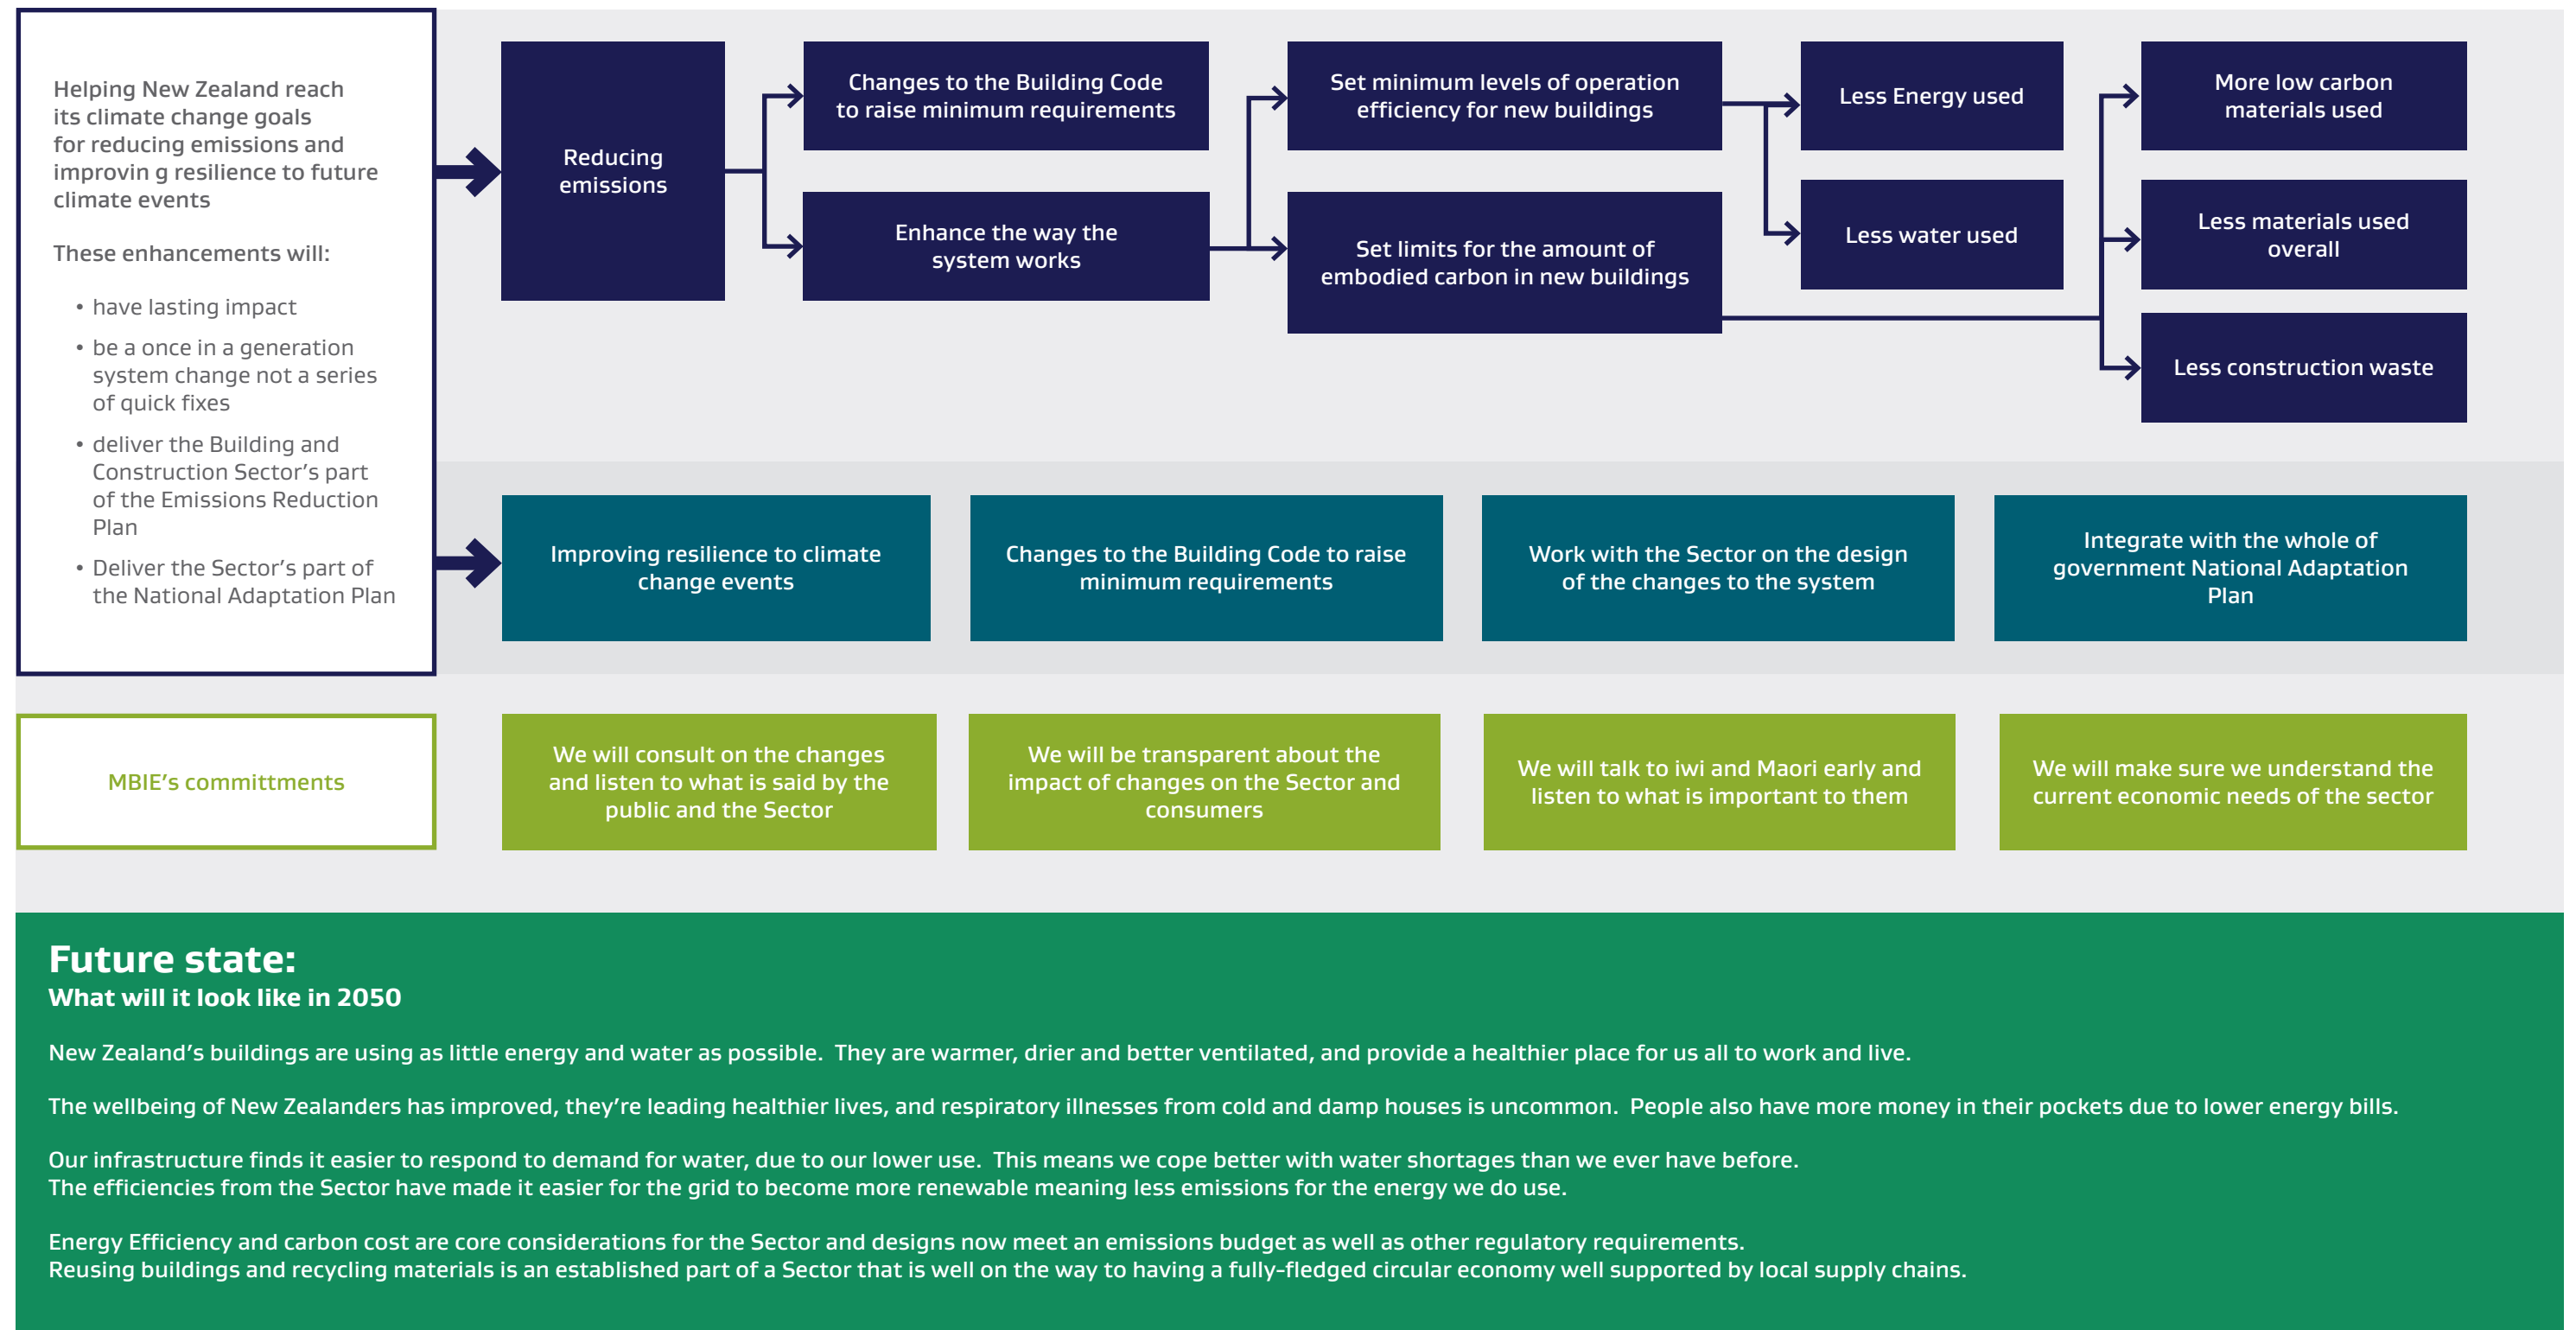 Helping New Zealand reach
its climate change goals
for reducing emissions and
improvin g resilience to future
climate events
These enhancements will:
• have lasting impact
• be a once in a generation
system change not a series
of quick fixes
• deliver the Building and
Construction Sector's part
of the Emissions Reduction
Plan
• Deliver the Sector's part of
the National Adaptation Plan
Reducing
emissions
Changes to the Building Code
to raise minimum requirements
Enhance the way the
system works
Set minimum levels of operation
efficiency for new buildings
Set limits for the amount of
embodied carbon in new buildings
Less Energy used
Less water used
More low carbon
materials used
Less materials used
overall
Less construction waste
Improving resilience to climate
change events
Changes to the Building Code to raise
minimum requirements
Work with the Sector on the design
of the changes to the system
Integrate with the whole of
government National Adaptation
Plan
MBIE's committments
We will consult on the changes
and listen to what is said by the
public and the Sector
We will be transparent about the
impact of changes on the Sector and
consumers
We will talk to iwi and Maori early and
listen to what is important to them
We will make sure we understand the
current economic needs of the sector
Future state:
What will it look like in 2050
New Zealand's buildings are using as little energy and water as possible.  They are warmer, drier and better ventilated, and provide a healthier place for us all to work and live.
The wellbeing of New Zealanders has improved, they're leading healthier lives, and respiratory illnesses from cold and damp houses is uncommon.  People also have more money in their pockets due to lower energy bills.
Our infrastructure finds it easier to respond to demand for water, due to our lower use.  This means we cope better with water shortages than we ever have before.
The efficiencies from the Sector have made it easier for the grid to become more renewable meaning less emissions for the energy we do use.
Energy Efficiency and carbon cost are core considerations for the Sector and designs now meet an emissions budget as well as other regulatory requirements.
Reusing buildings and recycling materials is an established part of a Sector that is well on the way to having a fully-fledged circular economy well supported by local supply chains.